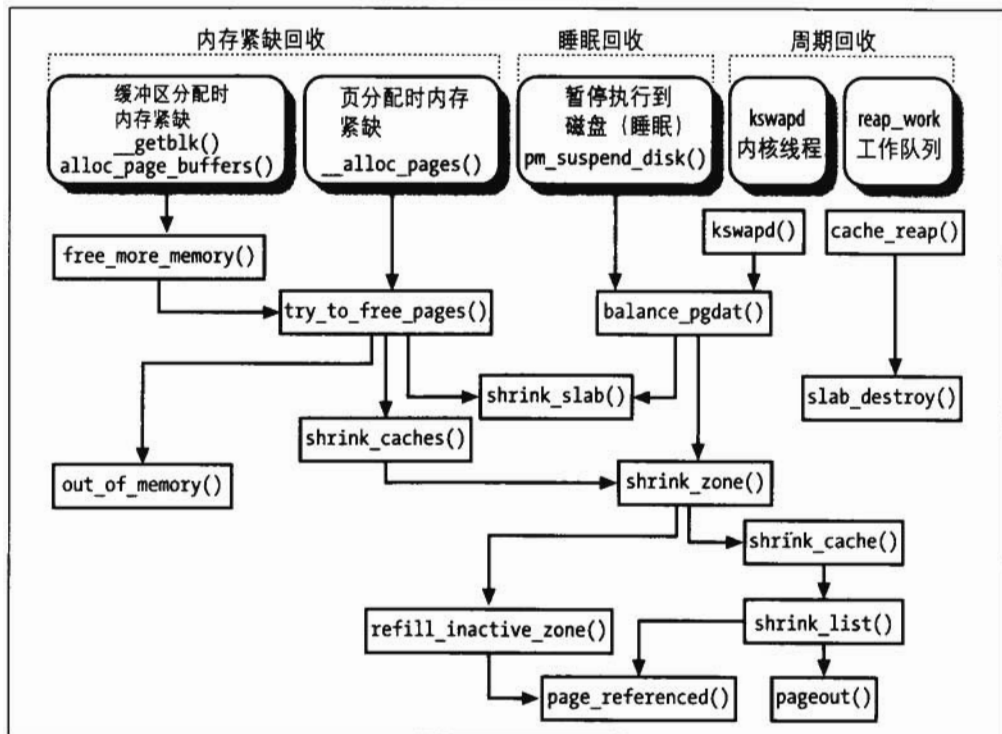 内存紧缺回收
睡眠回收
周期回收
缓冲区分配时
内存紧缺
__getblk()
alloc_page_buffers()
页分配时内存
紧缺
__alloc_pages()
暂停执行到
磁盘（睡眠）
pm_suspend_disk()
kswapd
内核线程
reap_work
工作队列
free_more_memory()
kswapd()
cache_reap()
try_to_free_pages()
balance_pgdat()
shrink_slab()
slab_destroy()
shrink_caches()
out_of_memory()
shrink_zone()
shrink_cache()
refill_inactive_zone()
shrink_list()
page_referenced()
pageout()